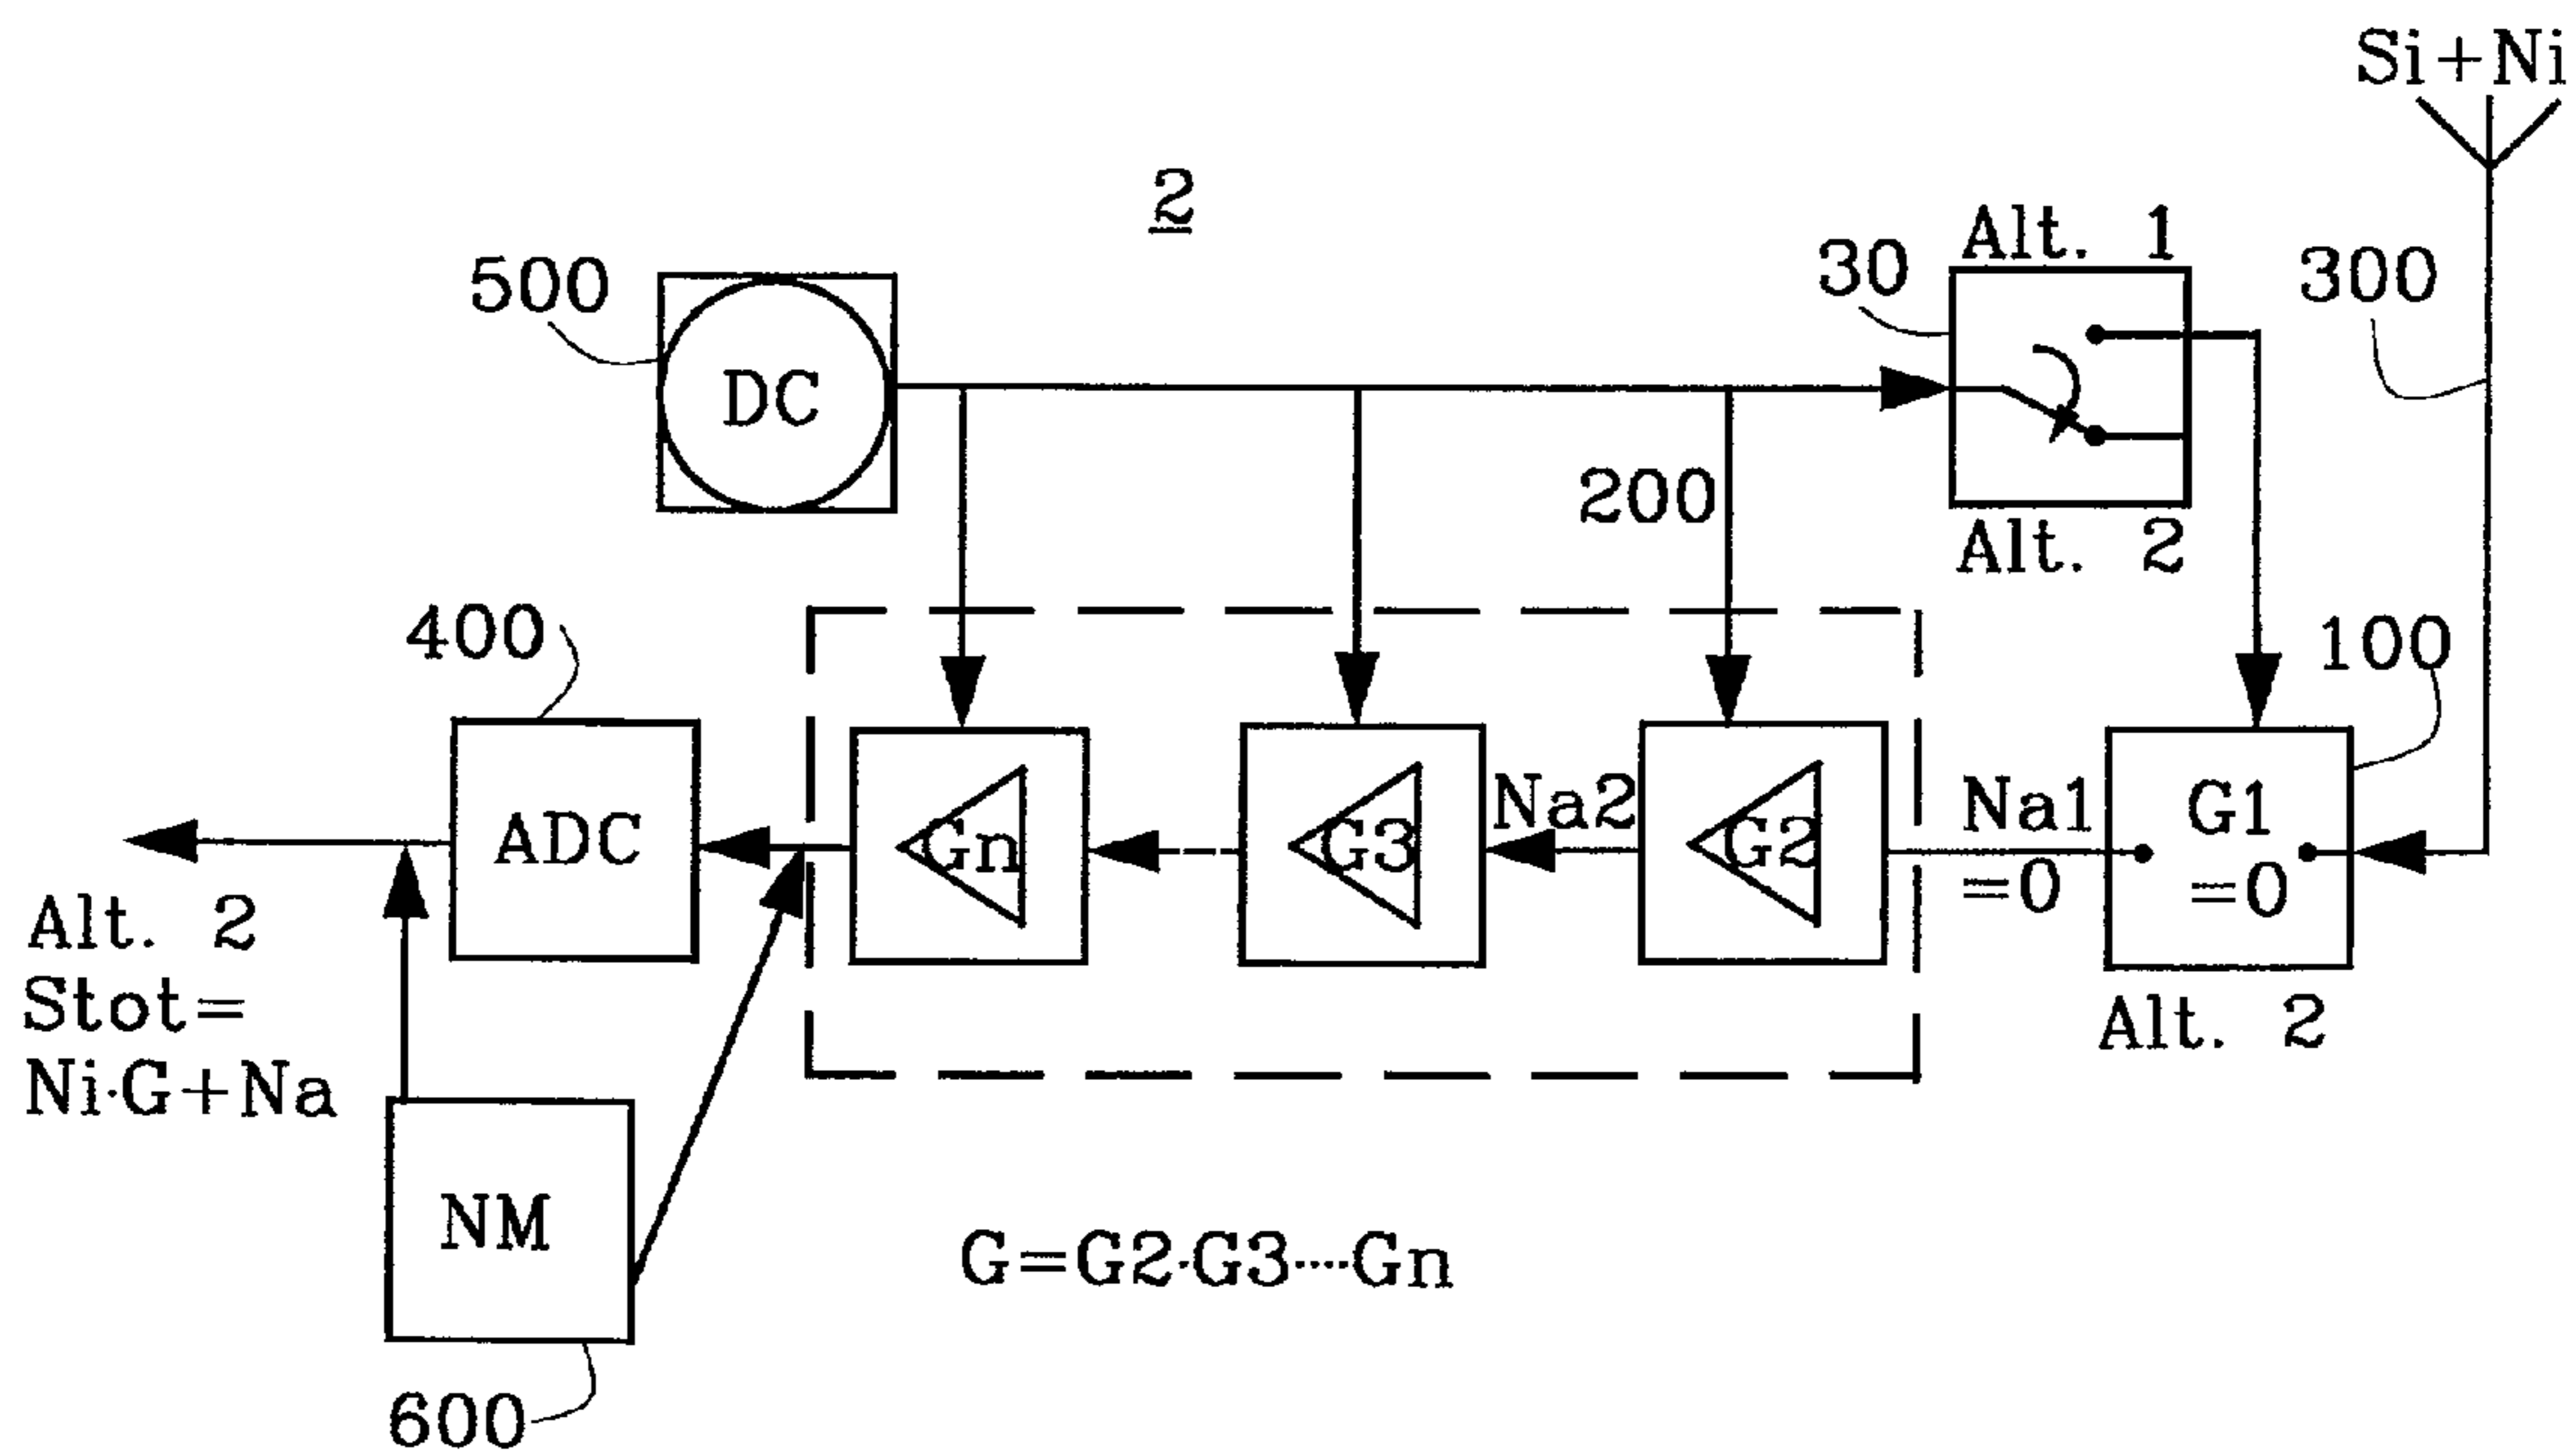 Si+Ni
2
Alt. 1
30
300
500
DC
200
Alt. 2
400
100
ADC
Gn
G3
Na2
G2
Na1
=0
G1
=0
Alt. 2
Alt. 2
Stot=
Ni·G+Na
NM
G=G2·G3····Gn
600